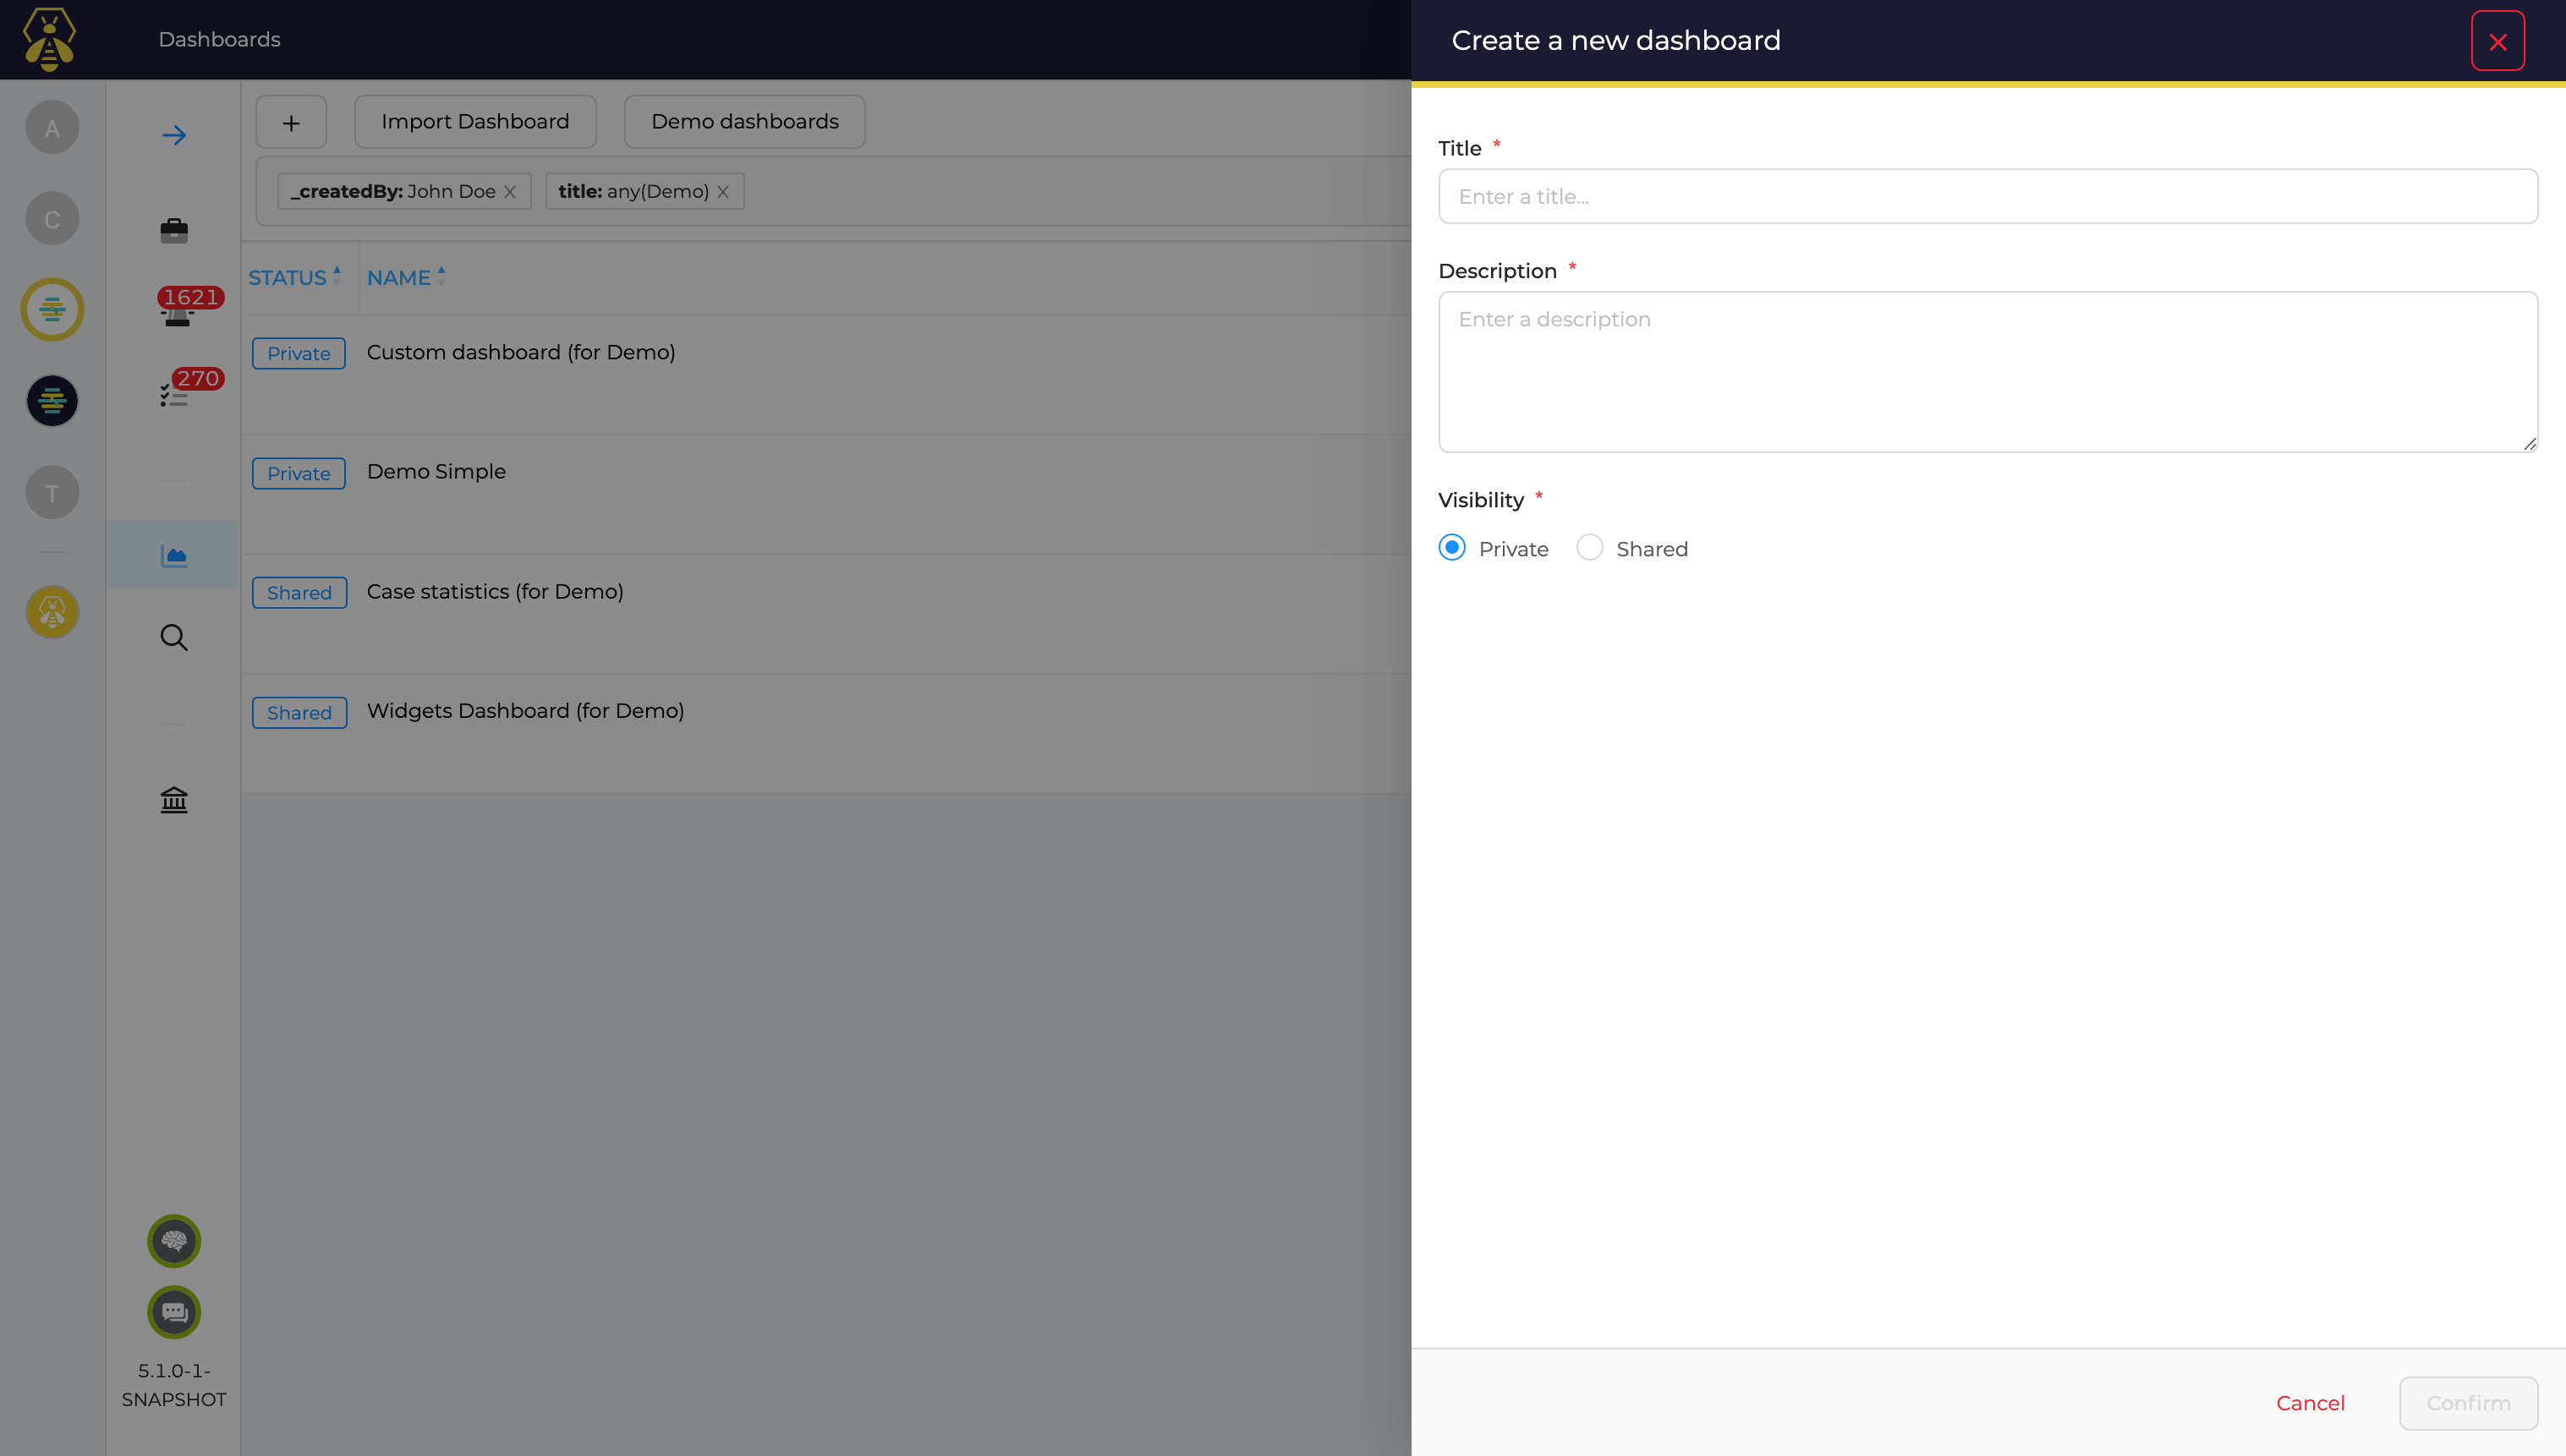 Dashboards
Create a new dashboard
A
C
T
1621
270
5.1.0-1-
SNAPSHOT
+
Import Dashboard
Demo dashboards
_createdBy: John Doe X
title: any(Demo) X
STATUS
NAME
Private
Custom dashboard (for Demo)
Private
Demo Simple
Shared
Case statistics (for Demo)
Shared
Widgets Dashboard (for Demo)
Title *
Enter a title...
Description *
Enter a description
Visibility *
Private
Shared
Cancel
Confirm